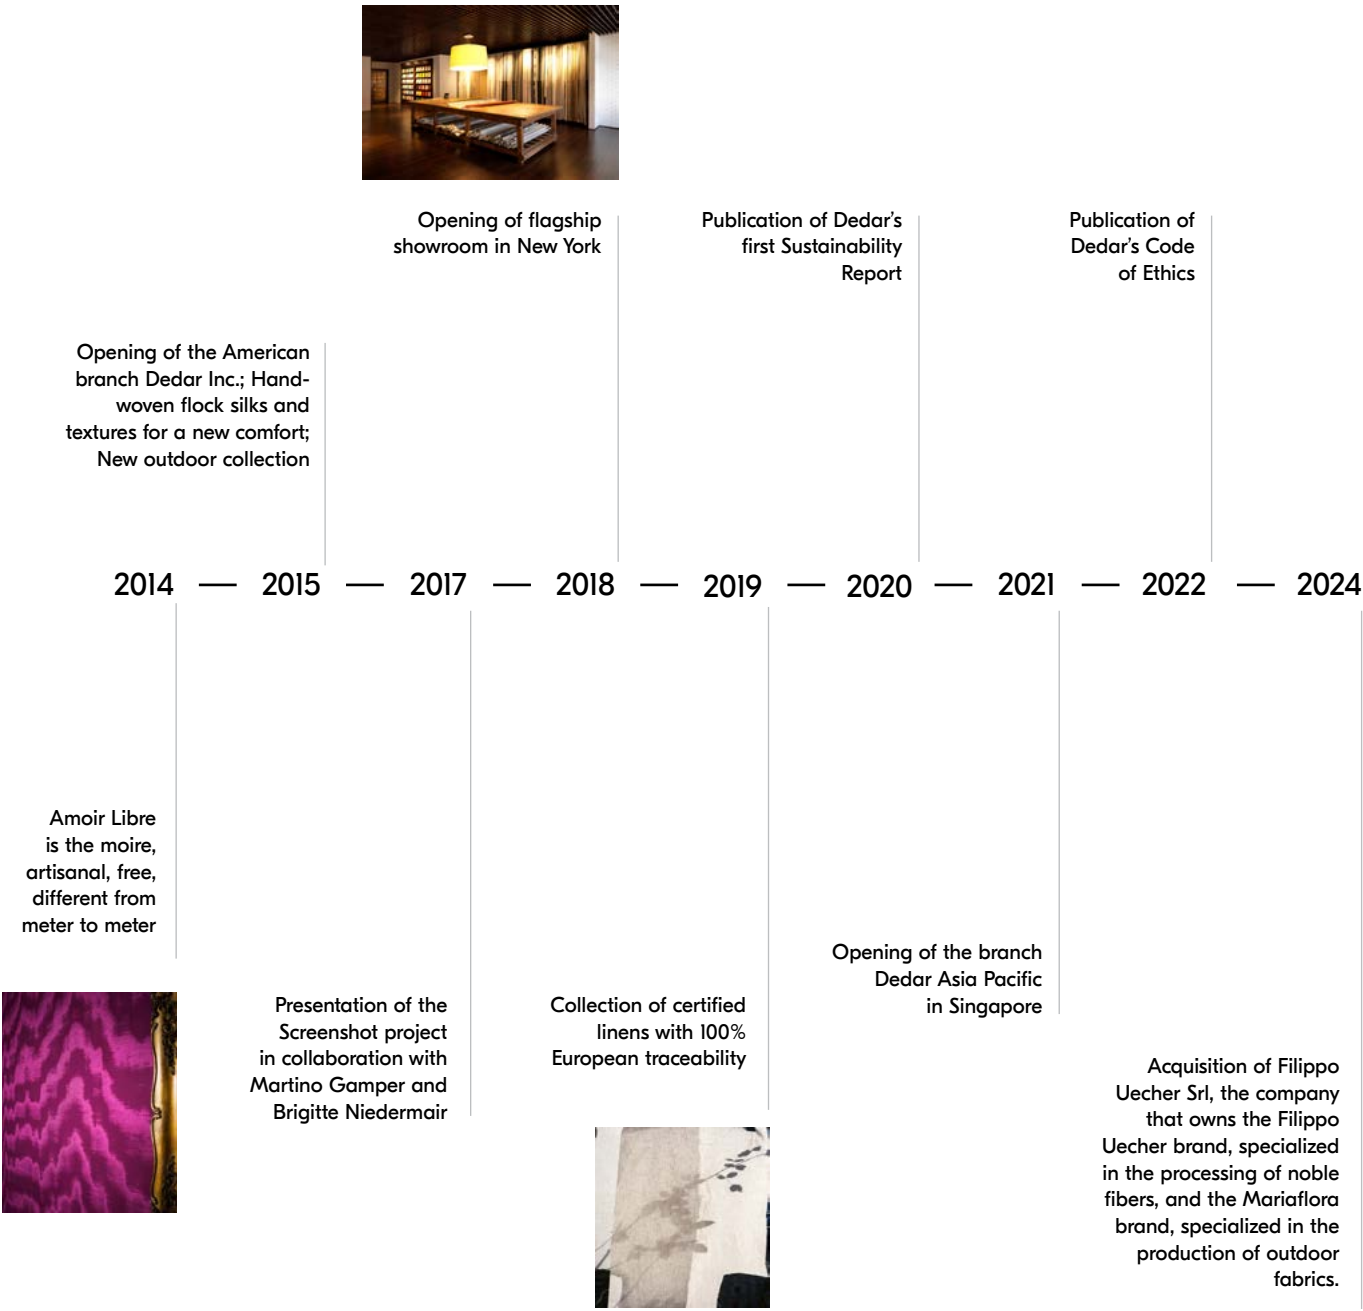 Opening of flagship
showroom in New York
Publication of Dedar’s
first Sustainability
Report
Publication of
Dedar’s Code
of Ethics
Opening of the American
branch Dedar Inc.; Hand-
woven flock silks and
textures for a new comfort;
New outdoor collection
2014 — 2015 — 2017 — 2018 — 2019 — 2020 — 2021 — 2022 — 2024
Amoir Libre
is the moire,
artisanal, free,
different from
meter to meter
Presentation of the
Screenshot project
in collaboration with
Martino Gamper and
Brigitte Niedermair
Collection of certified
linens with 100%
European traceability
Opening of the branch
Dedar Asia Pacific
in Singapore
Acquisition of Filippo
Uecher Srl, the company
that owns the Filippo
Uecher brand, specialized
in the processing of noble
fibers, and the Mariaflora
brand, specialized in the
production of outdoor
fabrics.